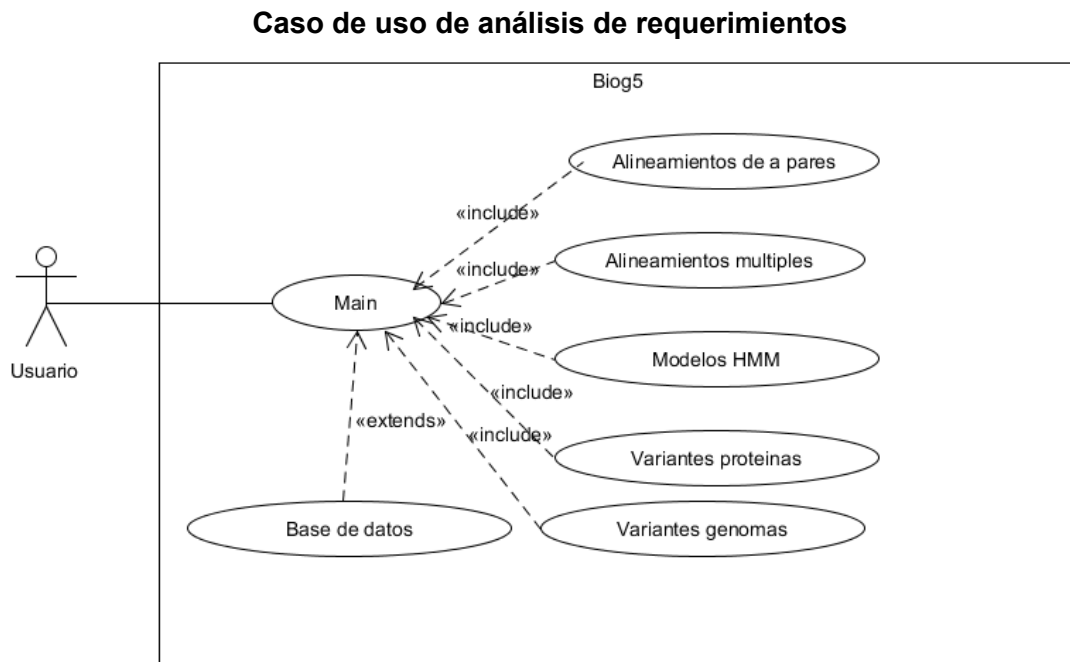 Caso de uso de análisis de requerimientos
Biog5
Alineamientos de a pares
«include»
Alineamientos multiples
«include»
Main
«include»
Modelos HMM
Usuario
«include»
«extends»
«include»
Variantes proteinas
Base de datos
Variantes genomas